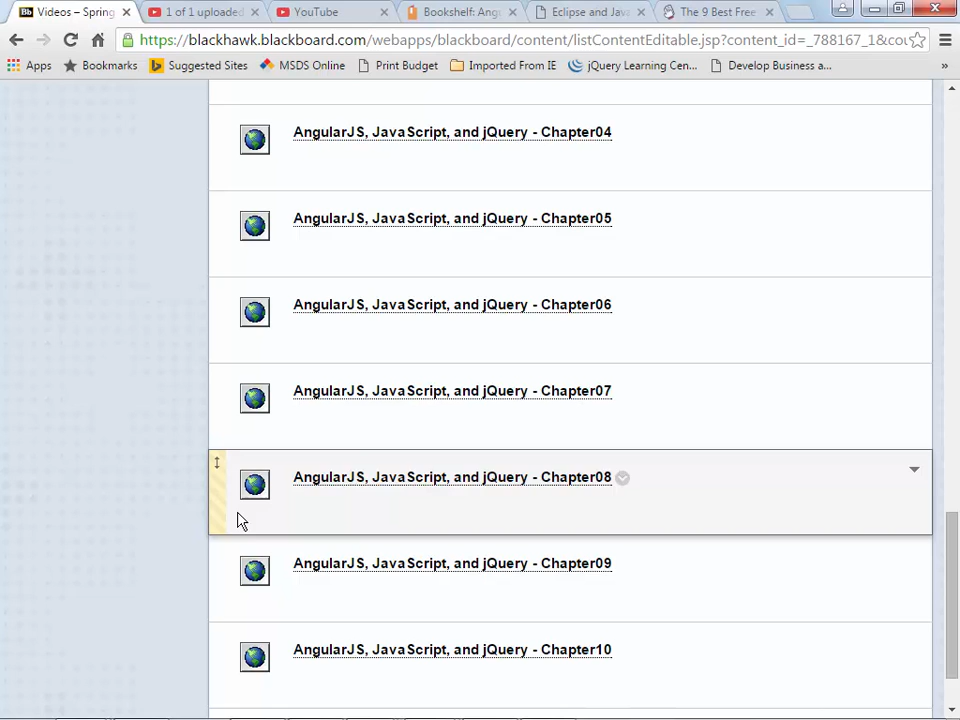 Bb Videos – Spring
1 of 1 uploaded
YouTube
Bookshelf: Ang
Eclipse and Java
The 9 Best Free
https://blackhawk.blackboard.com/webapps/blackboard/content/listContentEditable.jsp?content_id=_788167_1&cou
Apps
Bookmarks
Suggested Sites
MSDS Online
Print Budget
Imported From IE
jQuery Learning Cen...
Develop Business a...
»
AngularJS, JavaScript, and jQuery - Chapter04
AngularJS, JavaScript, and jQuery - Chapter05
AngularJS, JavaScript, and jQuery - Chapter06
AngularJS, JavaScript, and jQuery - Chapter07
AngularJS, JavaScript, and jQuery - Chapter08
AngularJS, JavaScript, and jQuery - Chapter09
AngularJS, JavaScript, and jQuery - Chapter10